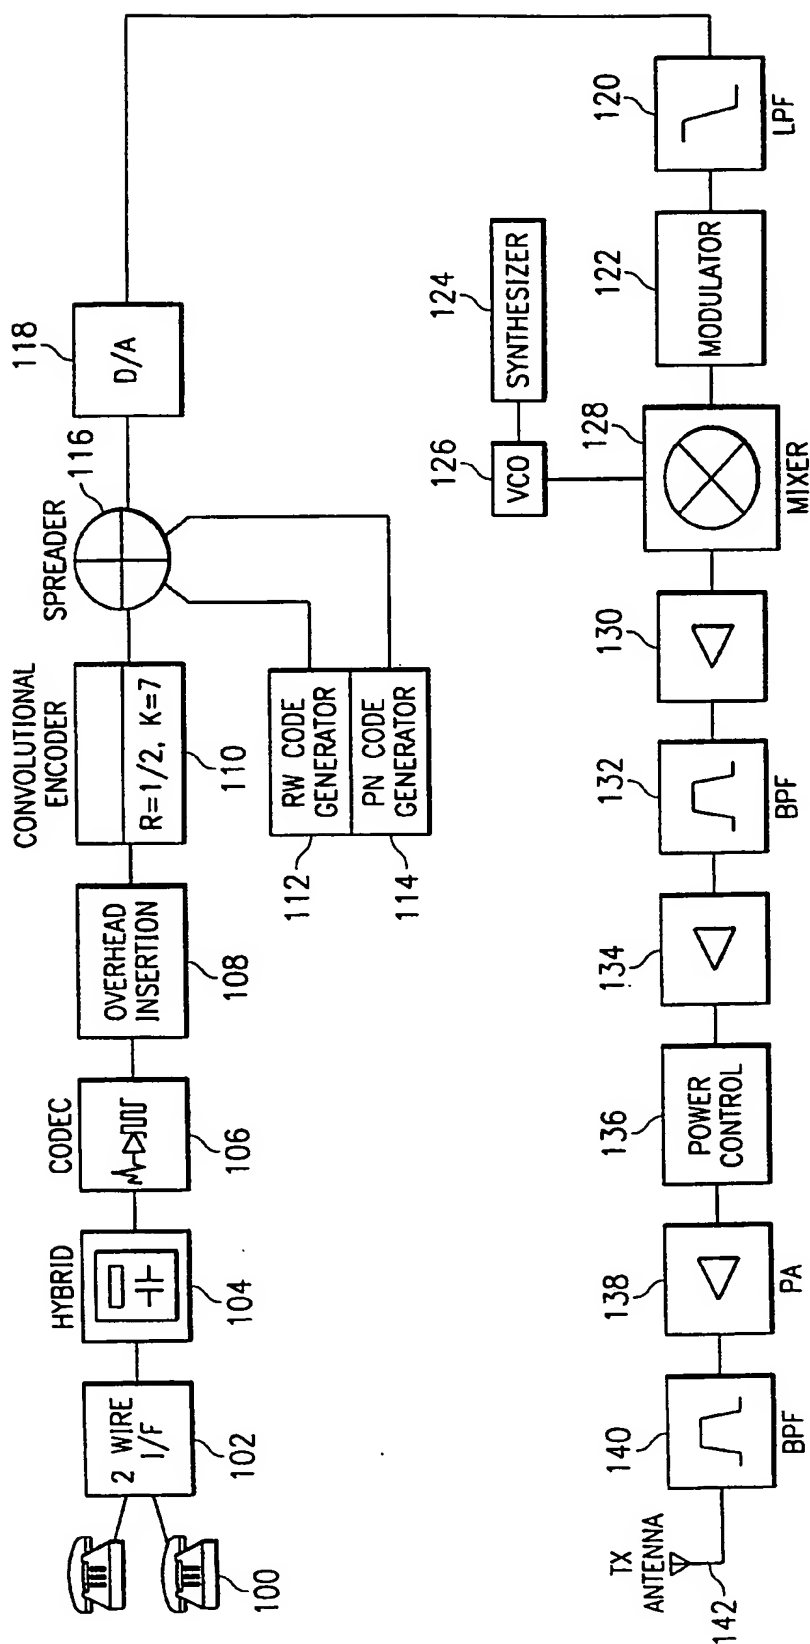 100
2 WIRE
I/F
102
HYBRID
104
CODEC
106
OVERHEAD
INSERTION
108
CONVOLUTIONAL
ENCODER
R=1/2, K=7
110
RW CODE
GENERATOR
112
PN CODE
GENERATOR
114
SPREADER
116
118
D/A
120
LPF
122
MODULATOR
124
SYNTHESIZER
126
VCO
128
MIXER
130
132
BPF
134
136
POWER
CONTROL
138
PA
140
BPF
TX
ANTENNA
142